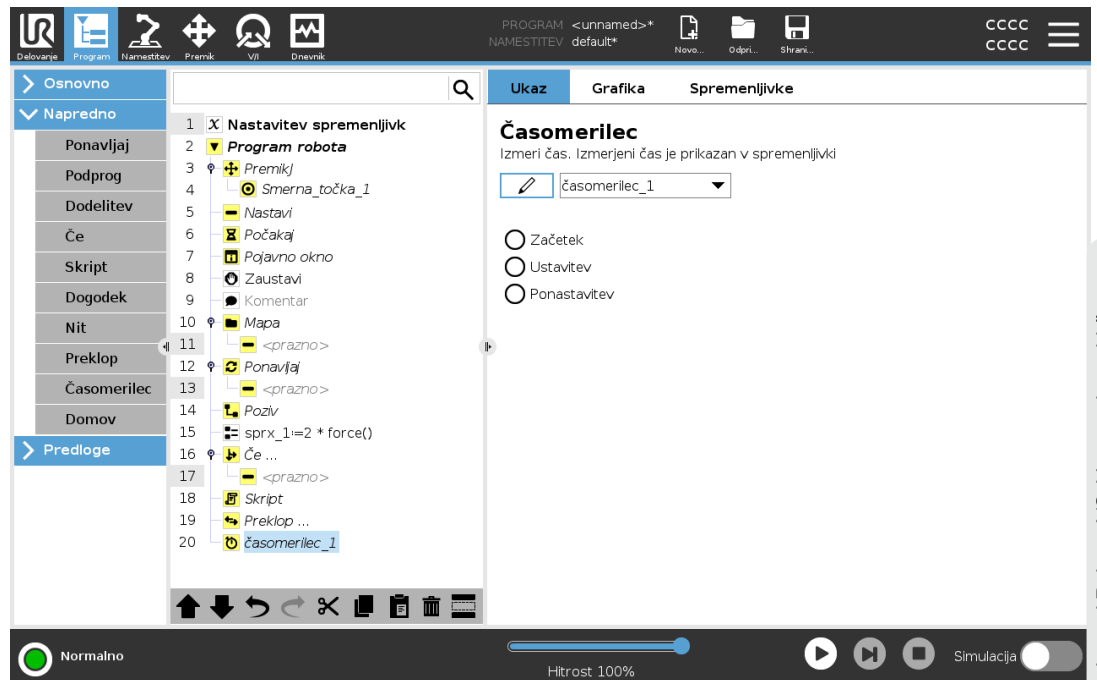 PROGRAM <unnamed>*
NAMESTITEV default*
CCCC
CCCC
Delovanje
Program
Namestitev
Premik
V/I
Dnevnik
Novo...
Odpri...
Shrani...
Osnovno
Napredno
Ponavljaj
Podprog
Dodelitev
Če
Skript
Dogodek
Nit
Preklop
Časomerilec
Domov
Predloge
1 X Nastavitev spremenljivk
2 Program robota
3 PremikJ
4 Smerna_točka_1
5 Nastavi
6 Počakaj
7 Pojavno okno
8 Zaustavi
9 Komentar
10 Mapa
11 <prazno>
12 Ponavljaj
13 <prazno>
14 Poziv
15 sprx_1:=2 * force()
16 Če ...
17 <prazno>
18 Skript
19 Preklop ...
20 časomerilec_1
Ukaz
Grafika
Spremenljivke
Časomerilec
Izmeri čas. Izmerjeni čas je prikazan v spremenljivki
časomerilec_1
Začetek
Ustavitev
Ponastavitev
Normalno
Hitrost 100%
Simulacija